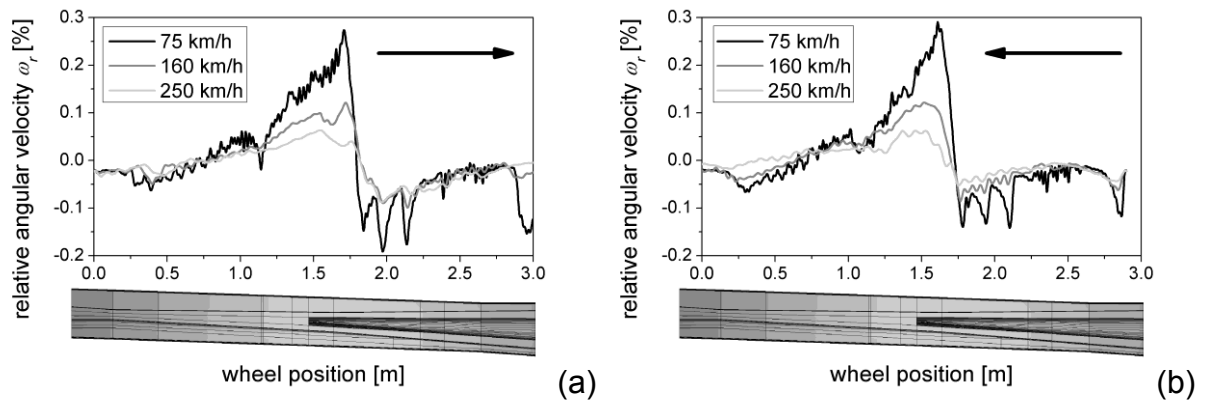 relative angular velocity ωr [%]
0.3
0.2
0.1
0.0
-0.1
-0.2
75 km/h
160 km/h
250 km/h
0.0 0.5 1.0 1.5 2.0 2.5 3.0
wheel position [m]
(a)
relative angular velocity ωr [%]
0.3
0.2
0.1
0.0
-0.1
-0.2
75 km/h
160 km/h
250 km/h
0.0 0.5 1.0 1.5 2.0 2.5 3.0
wheel position [m]
(b)